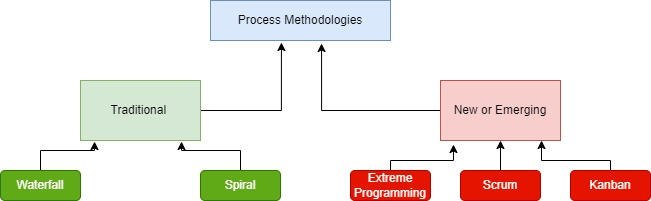 Process Methodologies
Traditional
New or Emerging
Waterfall
Spiral
Extreme
Programming
Scrum
Kanban